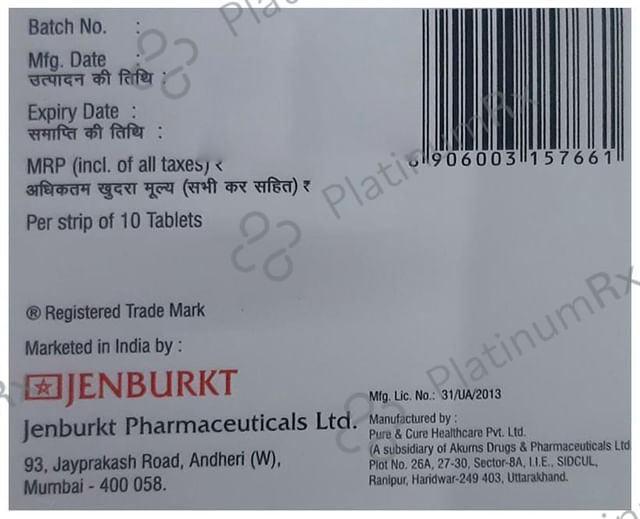 Batch No. :
Mfg. Date :
उत्पादन की तिथि :
Expiry Date :
समाप्ति की तिथि :
MRP (incl. of all taxes) ₹
अधिकतम खुदरा मूल्य (सभी कर सहित) ₹
Per strip of 10 Tablets
906003 157661
® Registered Trade Mark
Marketed in India by :
JENBURKT
Jenburkt Pharmaceuticals Ltd.
93, Jayprakash Road, Andheri (W),
Mumbai - 400 058.
Mfg. Lic. No.: 31/UA/2013
Manufactured by :
Pure & Cure Healthcare Pvt. Ltd.
(A subsidiary of Akums Drugs & Pharmaceuticals Ltd
Plot No. 26A, 27-30, Sector-8A, I.I.E., SIDCUL,
Ranipur, Haridwar-249 403, Uttarakhand.
PlatinumRx
PlatinumRx